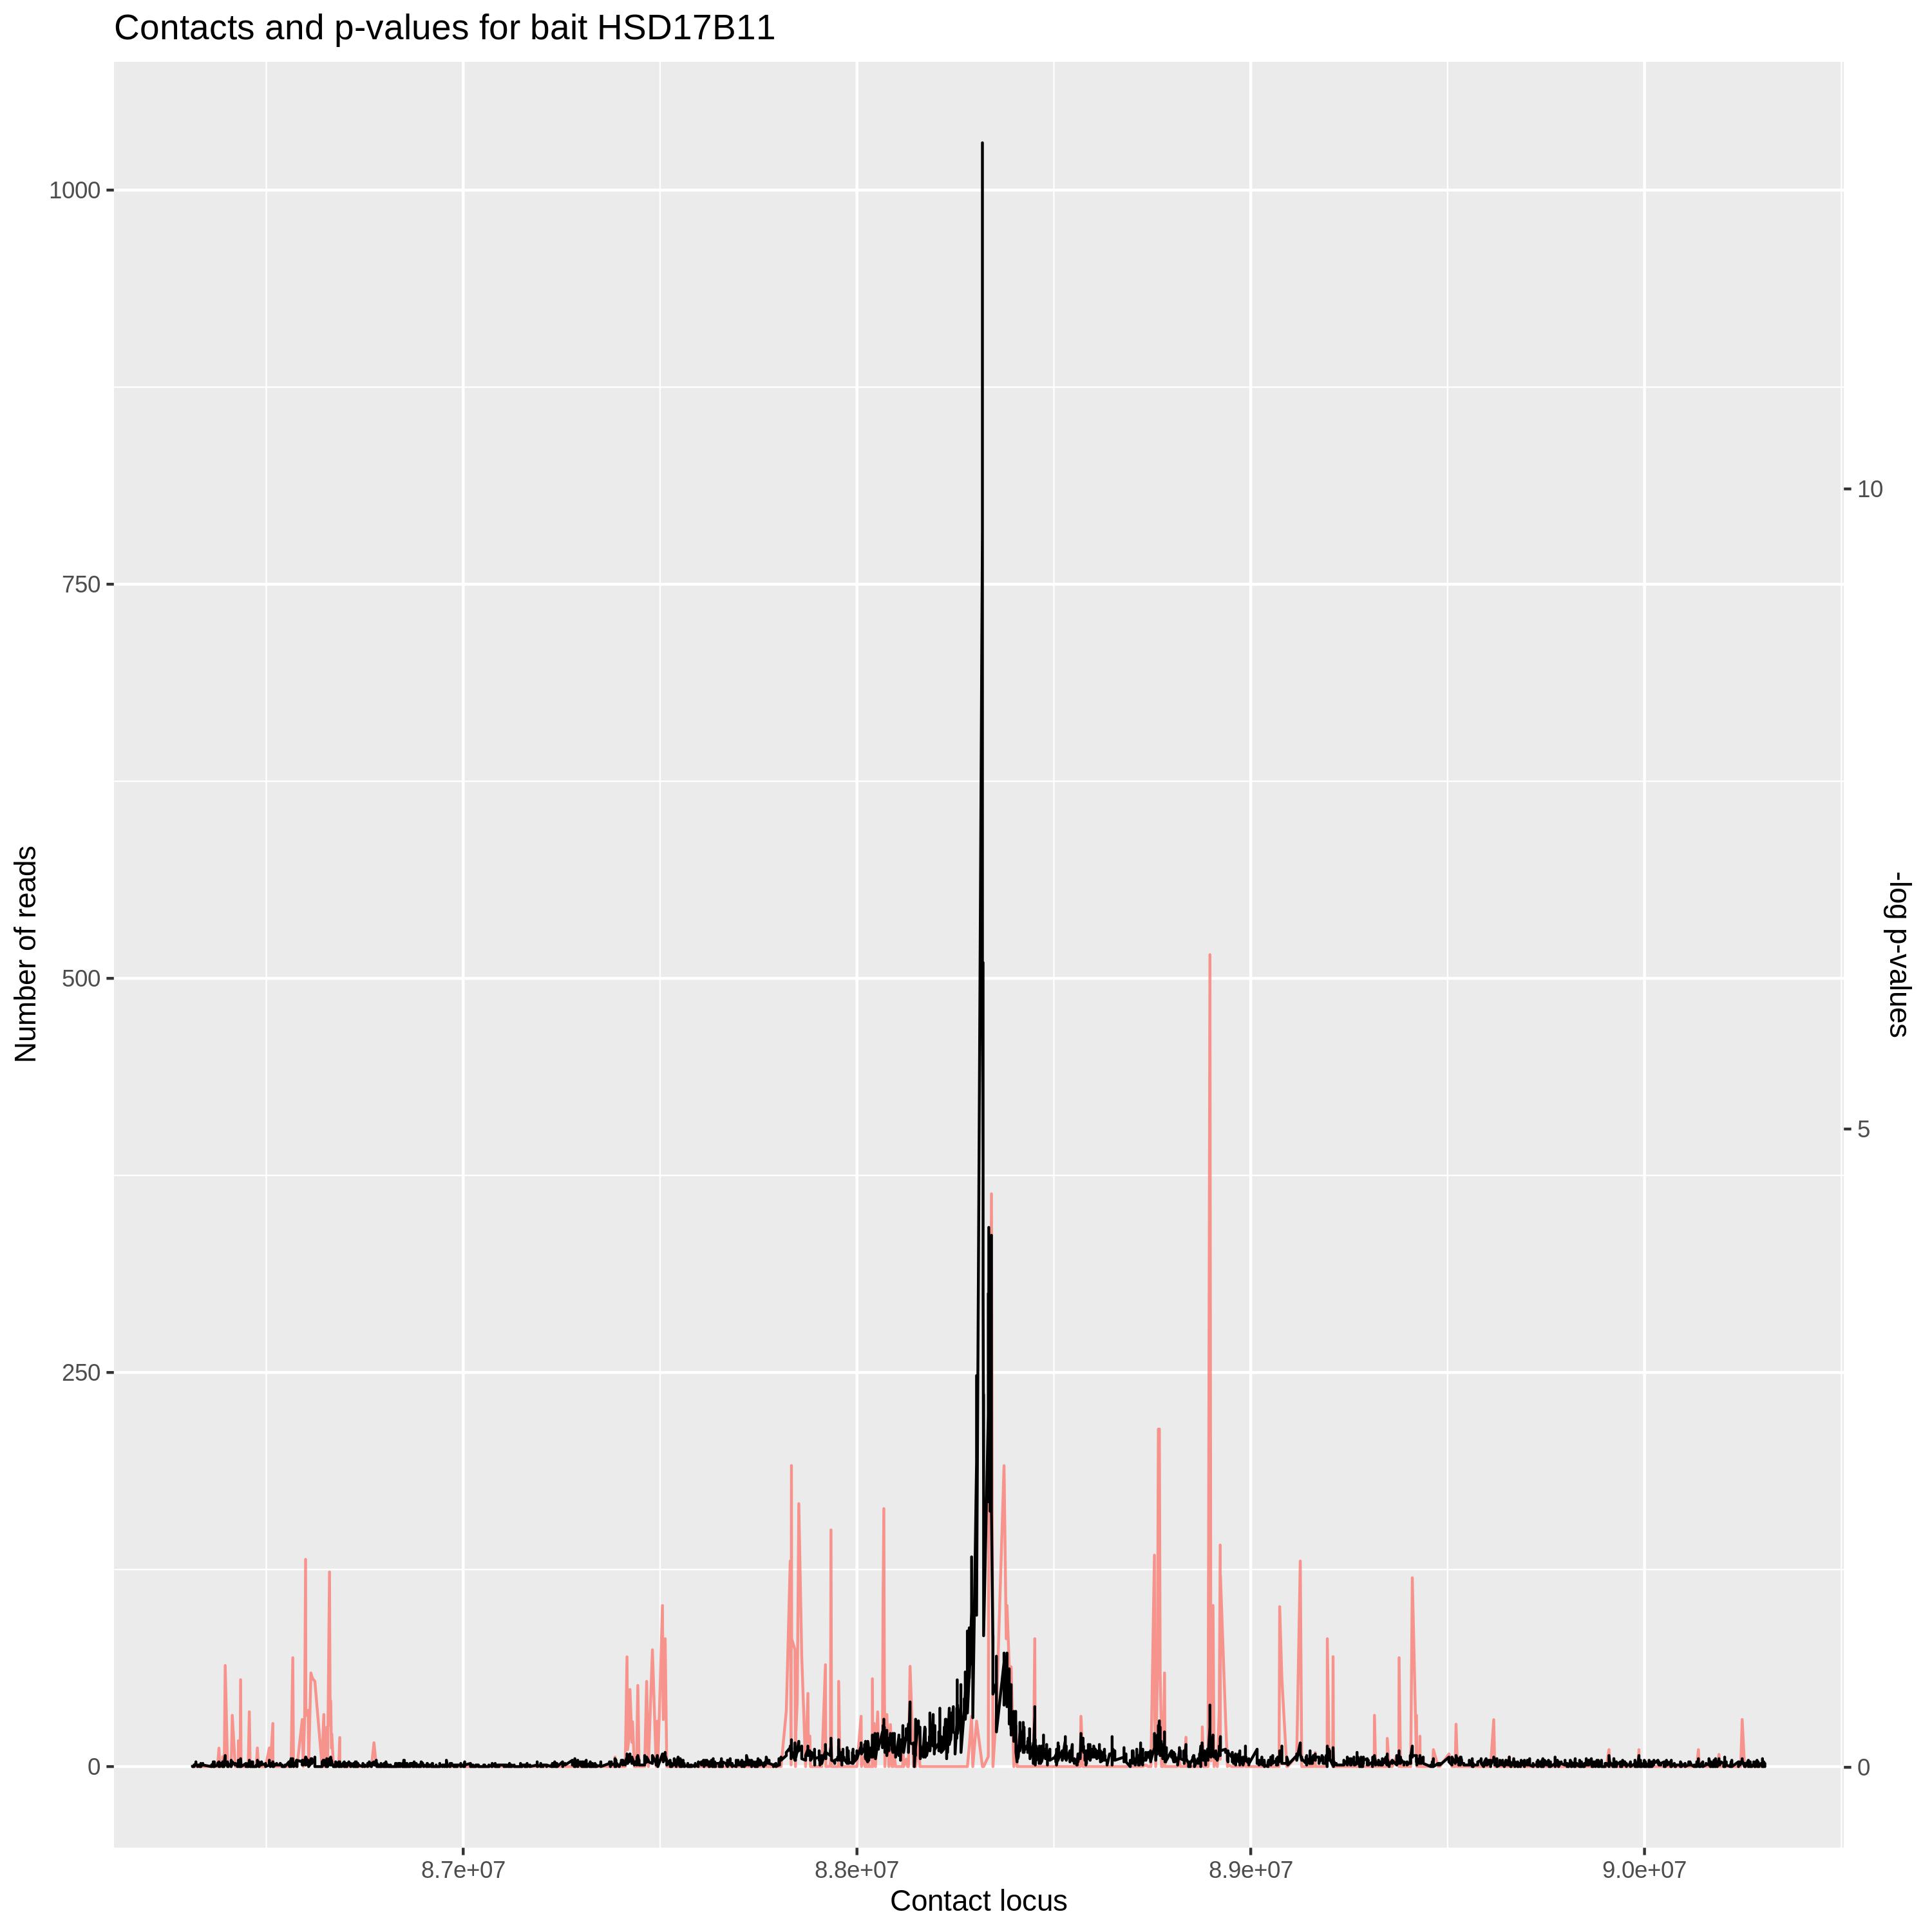 Contacts and p-values for bait HSD17B11
1000
750
500
250
0
Number of reads
10
5
0
-log p-values
8.7e+07
8.8e+07
8.9e+07
9.0e+07
Contact locus